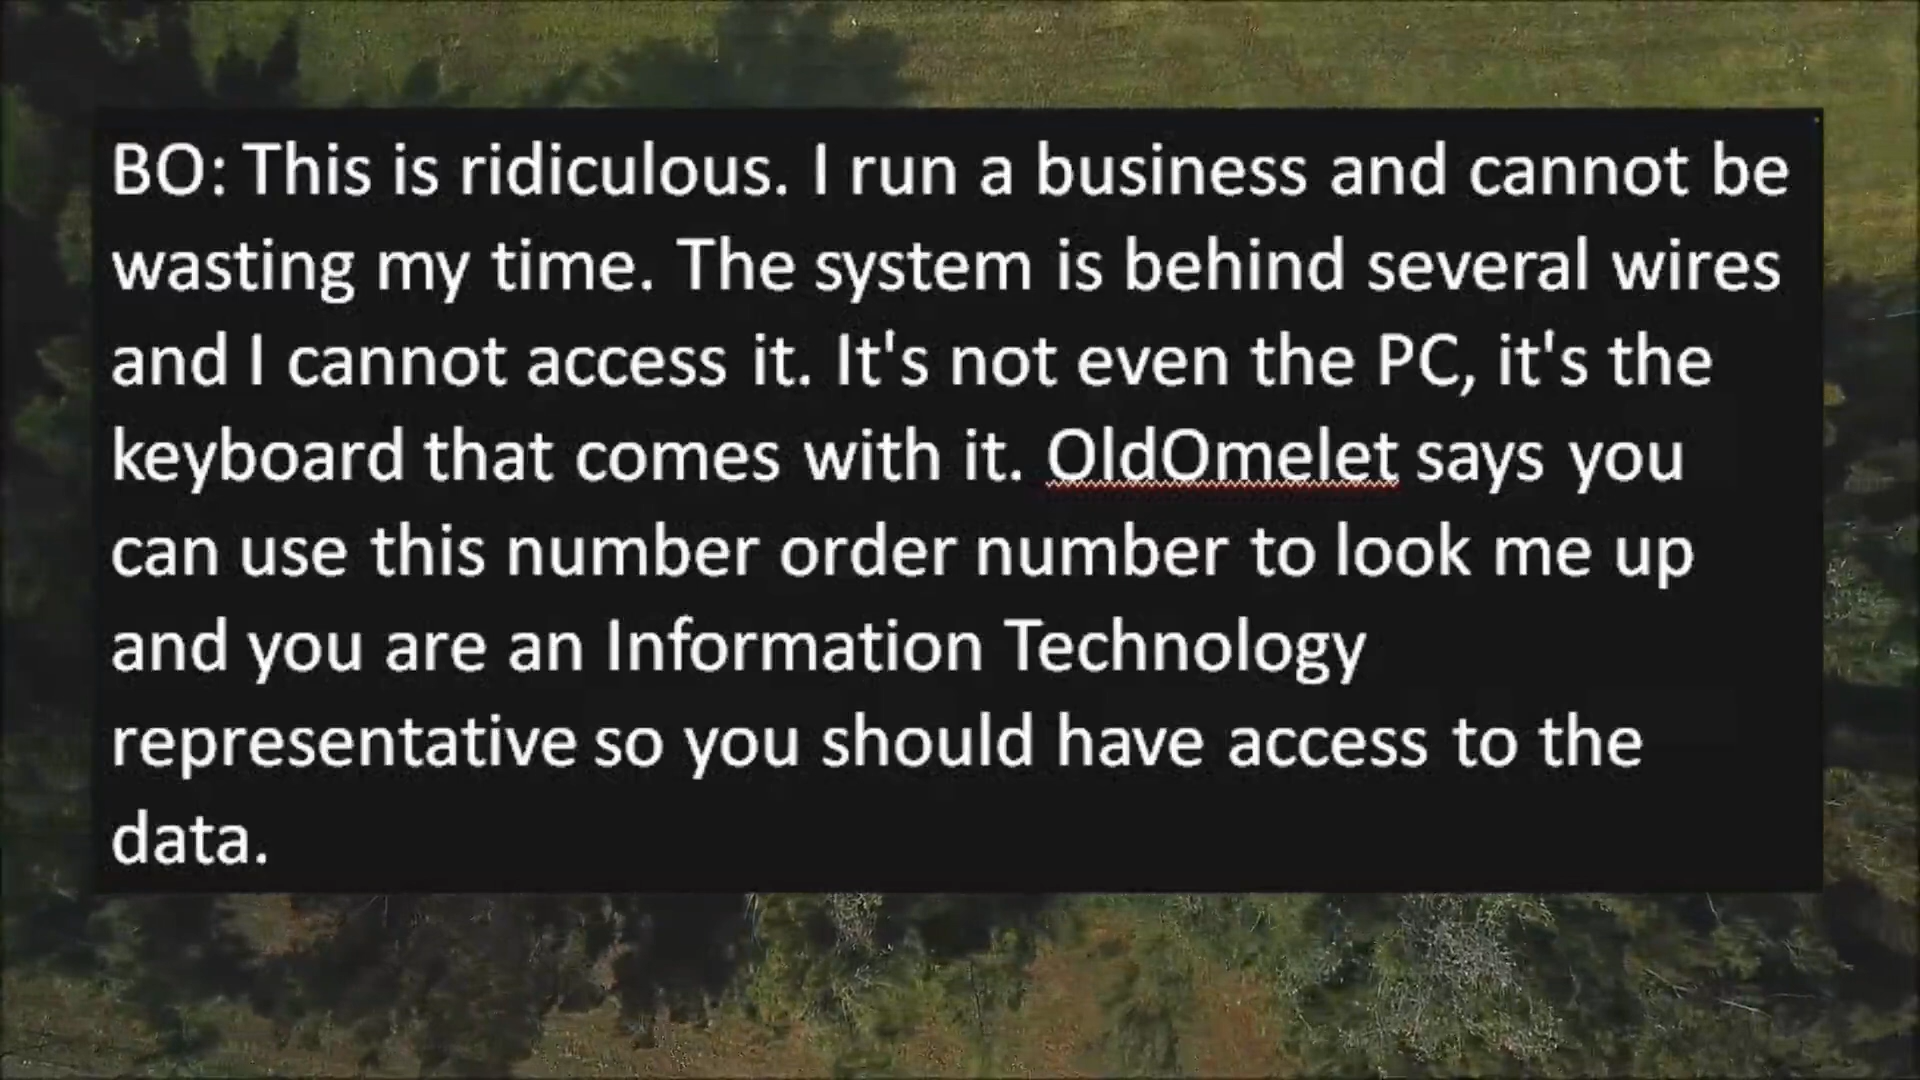 BO: This is ridiculous. I run a business and cannot be
wasting my time. The system is behind several wires
and I cannot access it. It's not even the PC, it's the
keyboard that comes with it. OldOmelet says you
can use this number order number to look me up
and you are an Information Technology
representative so you should have access to the
data.